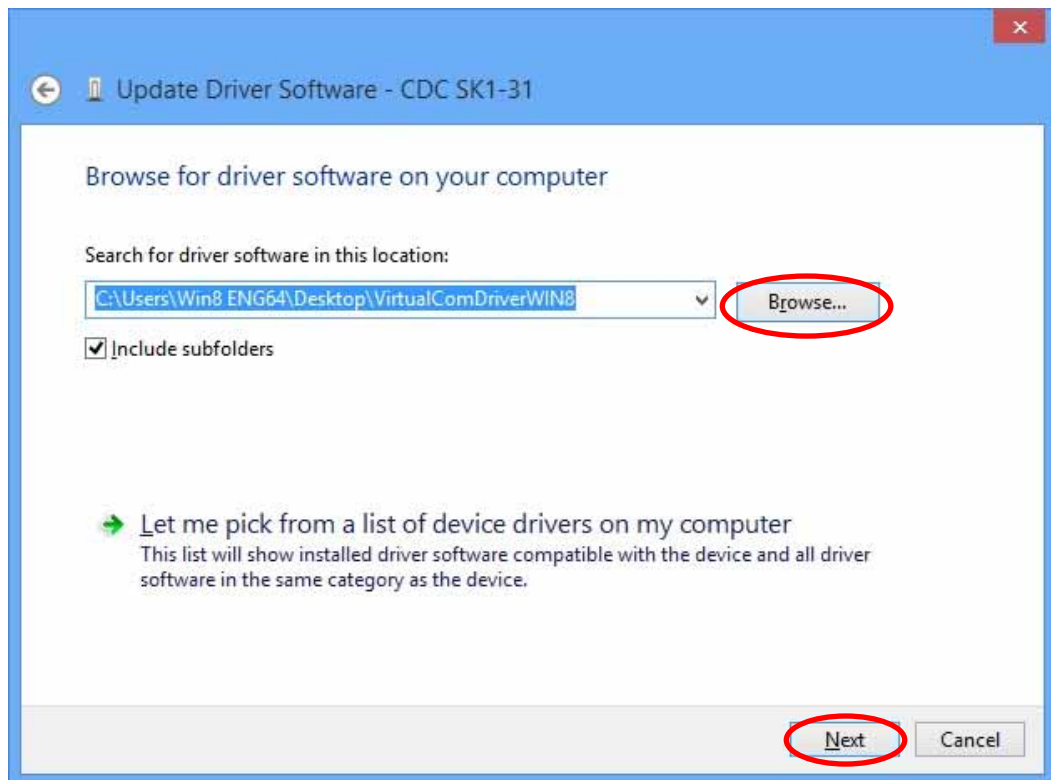 Update Driver Software - CDC SK1-31
Browse for driver software on your computer
Search for driver software in this location:
C:\Users\Win8 ENG64\Desktop\VirtualComDriverWIN8
Browse...
Include subfolders
Let me pick from a list of device drivers on my computer
This list will show installed driver software compatible with the device and all driver
software in the same category as the device.
Next
Cancel